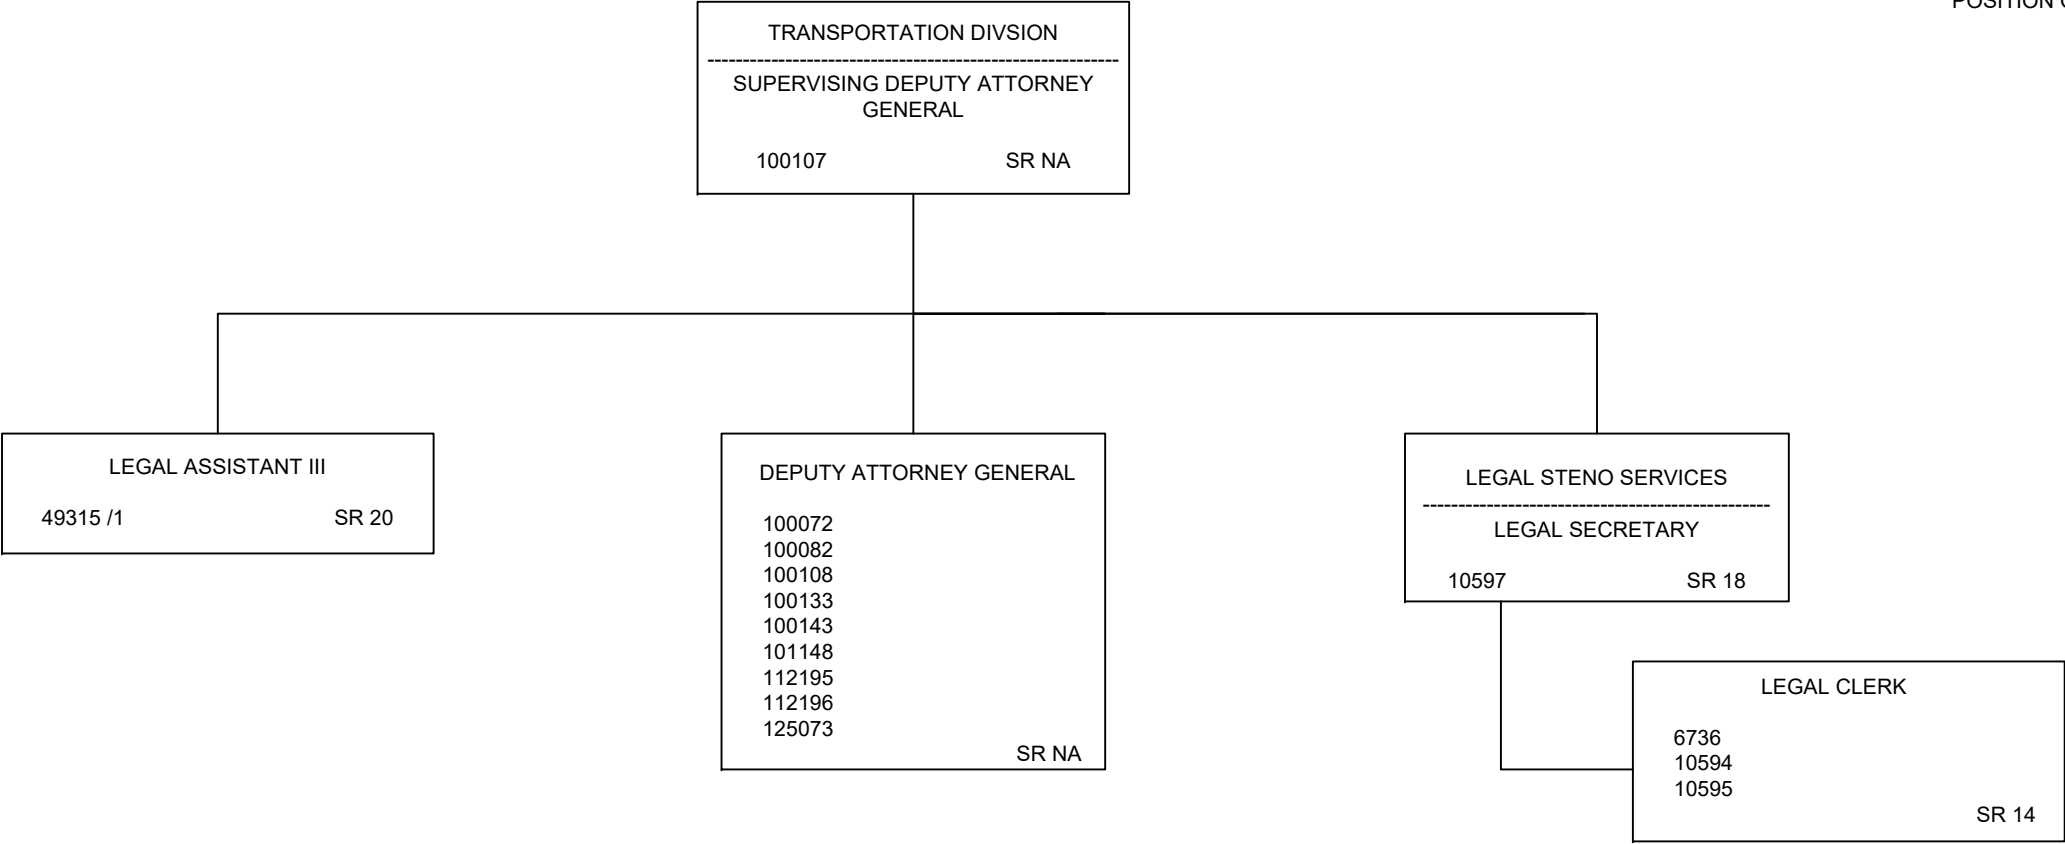 POSITION
TRANSPORTATION DIVSION
---------------------------------------------------------
SUPERVISING DEPUTY ATTORNEY
GENERAL
100107 SR NA
LEGAL ASSISTANT III
49315 /1 SR 20
DEPUTY ATTORNEY GENERAL
100072
100082
100108
100133
100143
101148
112195
112196
125073
SR NA
LEGAL STENO SERVICES
------------------------------------------------
LEGAL SECRETARY
10597 SR 18
LEGAL CLERK
6736
10594
10595
SR 14